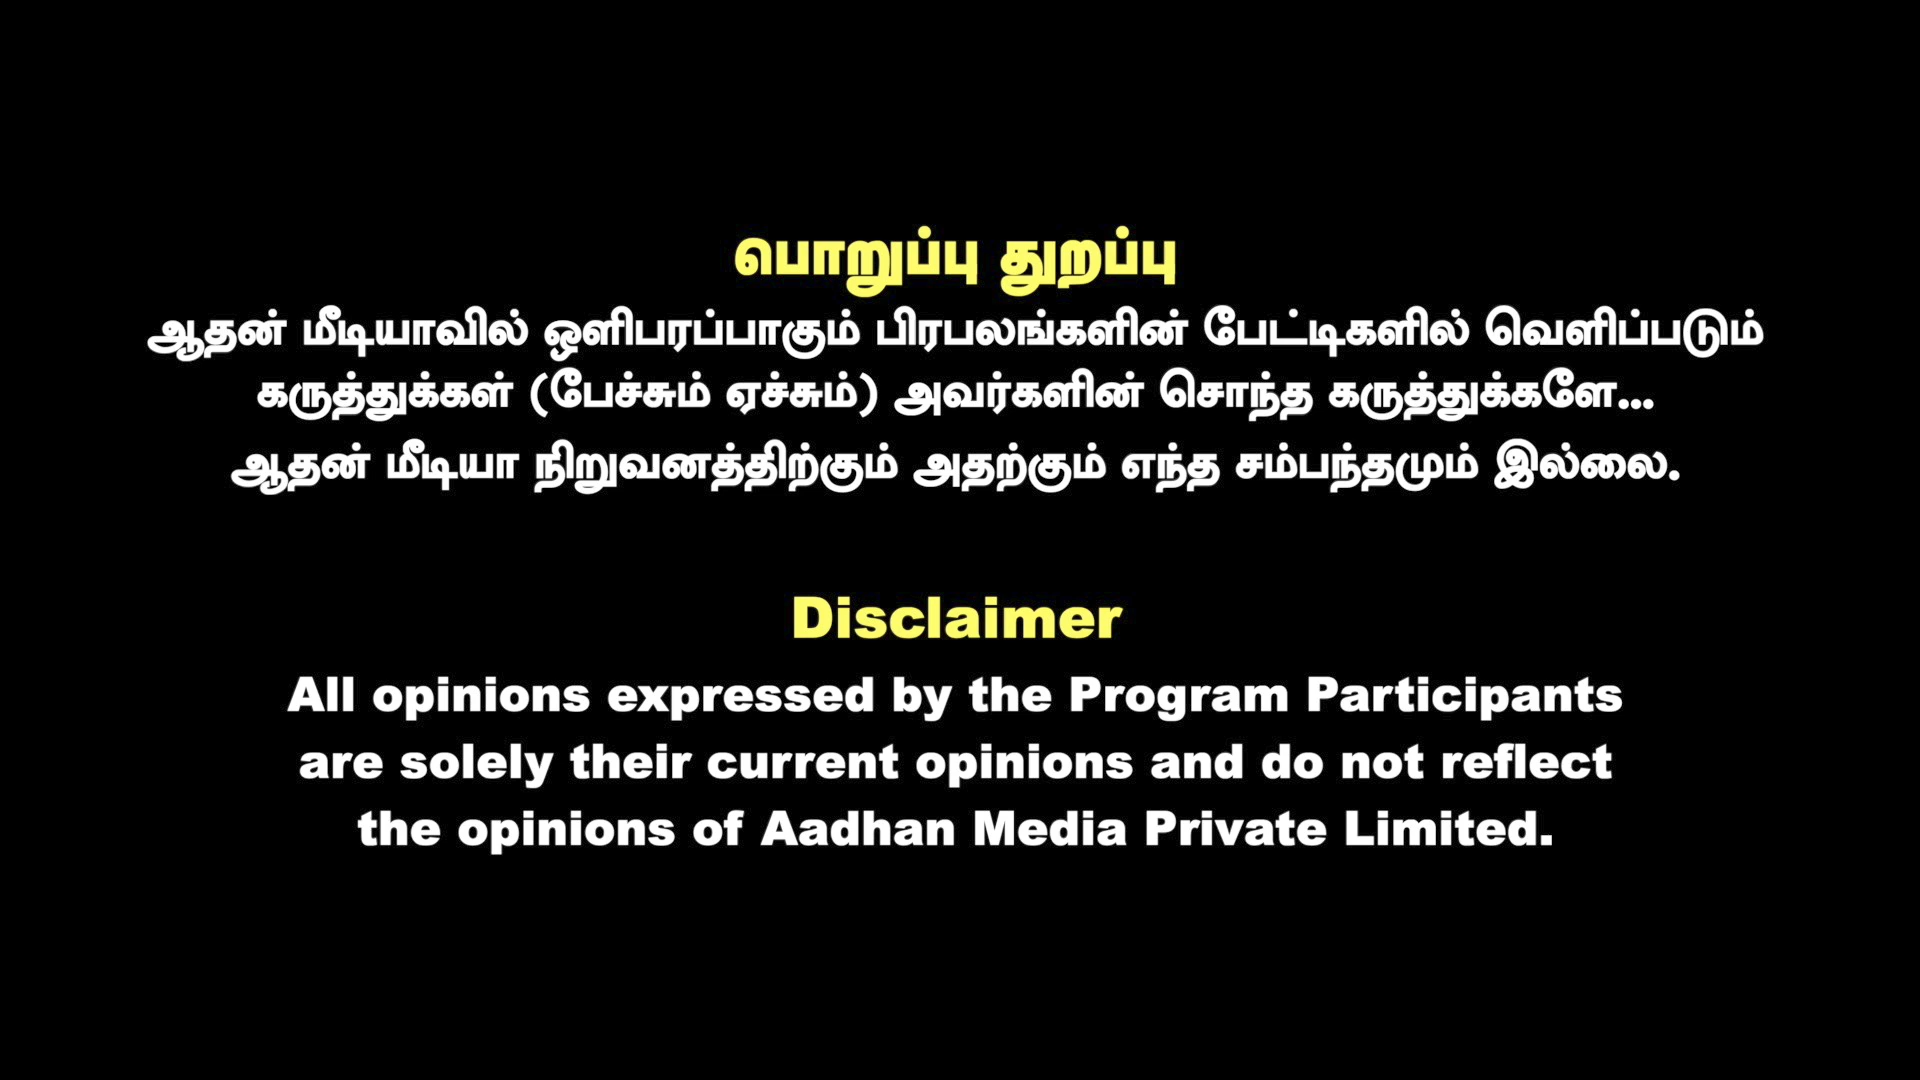 பொறுப்பு துறப்பு
ஆதன் மீடியாவில் ஒளிபரப்பாகும் பிரபலங்களின் பேட்டிகளில் வெளிப்படும்
கருத்துக்கள் (பேச்சும் ஏச்சும்) அவர்களின் சொந்த கருத்துக்களே...
ஆதன் மீடியா நிறுவனத்திற்கும் அதற்கும் எந்த சம்பந்தமும் இல்லை.
Disclaimer
All opinions expressed by the Program Participants
are solely their current opinions and do not reflect
the opinions of Aadhan Media Private Limited.